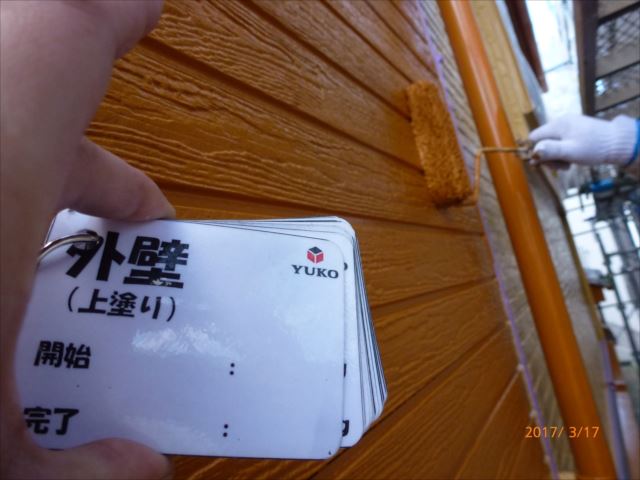 外壁
YUKO
(上塗り)
開始 :
完了 :
2017/ 3/17